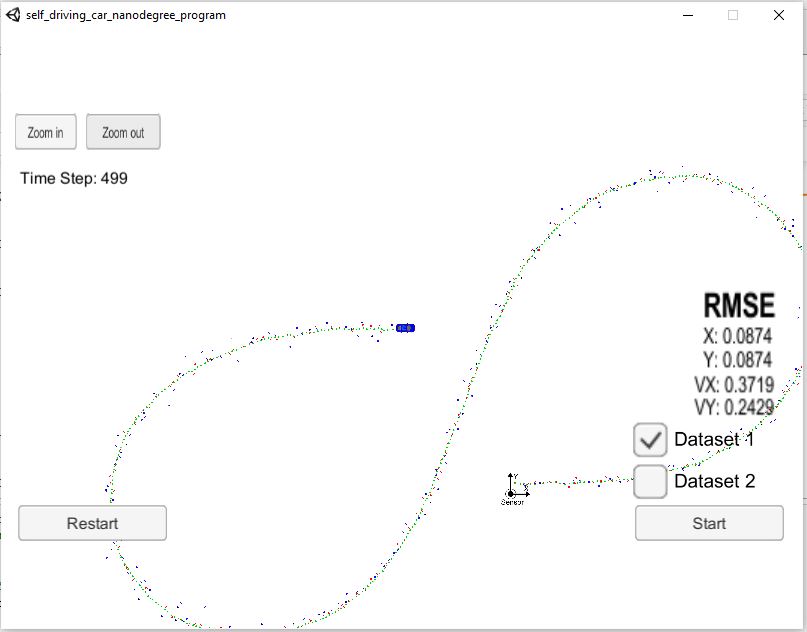 self_driving_car_nanodegree_program
Zoom in
Zoom out
Time Step: 499
RMSE
X: 0.0874
Y: 0.0874
VX: 0.3719
VY: 0.2429
Dataset 1
Y
X
Sensor
Dataset 2
Restart
Start